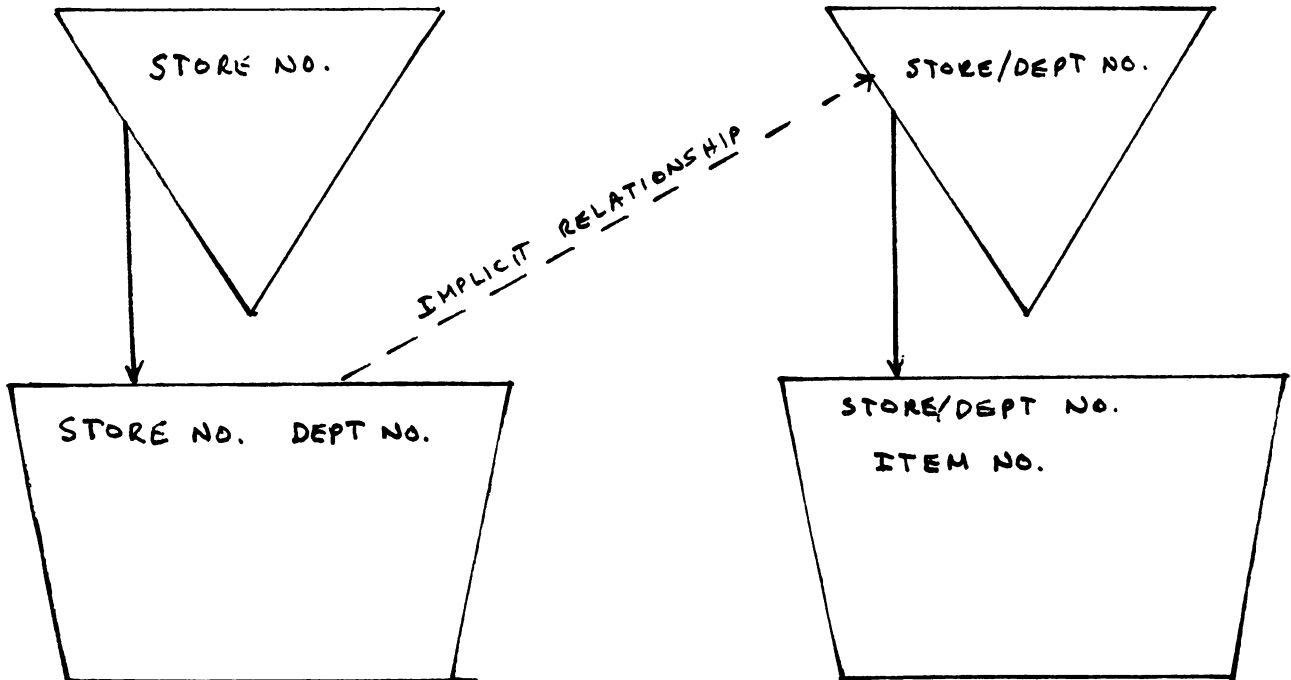 STORE NO.
STORE/DEPT NO.
IMPLICIT RELATIONSHIP
STORE NO. DEPT NO.
STORE/DEPT NO.
ITEM NO.